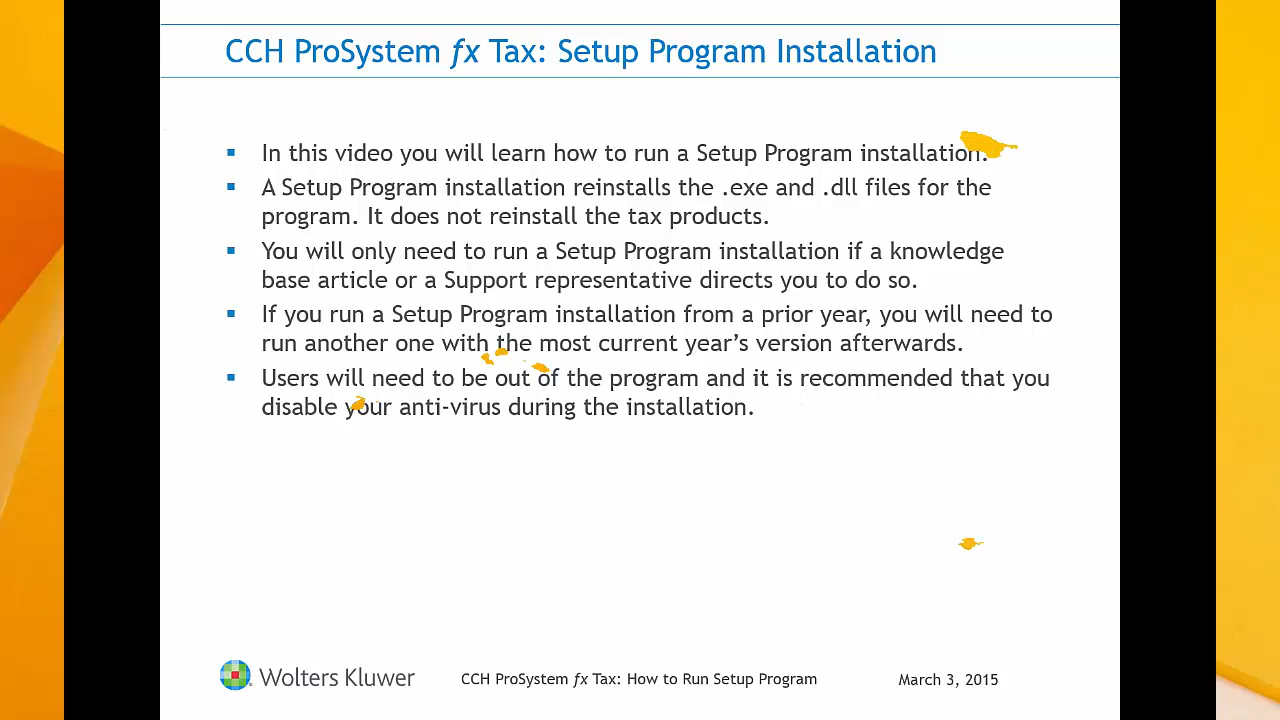 CCH ProSystem fx Tax: Setup Program Installation
▪ In this video you will learn how to run a Setup Program installation.
▪ A Setup Program installation reinstalls the .exe and .dll files for the
program. It does not reinstall the tax products.
▪ You will only need to run a Setup Program installation if a knowledge
base article or a Support representative directs you to do so.
▪ If you run a Setup Program installation from a prior year, you will need to
run another one with the most current year’s version afterwards.
▪ Users will need to be out of the program and it is recommended that you
disable your anti-virus during the installation.
Wolters Kluwer
CCH ProSystem fx Tax: How to Run Setup Program
March 3, 2015